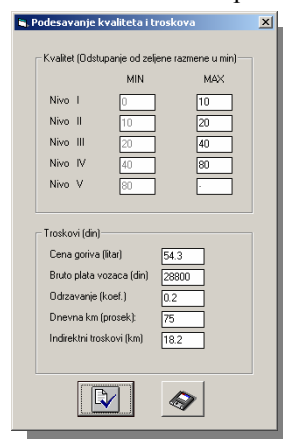 Podesavanje kvaliteta i troskova
Kvalitet (Odstupanje od zeljene razmene u min)
MIN MAX
Nivo I 0 10
Nivo II 10 20
Nivo III 20 40
Nivo IV 40 80
Nivo V 80 -
Troskovi (din)
Cena goriva (litar) 54.3
Bruto plata vozaca (din) 28800
Odrzavanje (koef.) 0.2
Dnevna km (prosek): 75
Indirektni troskovi (km) 18.2